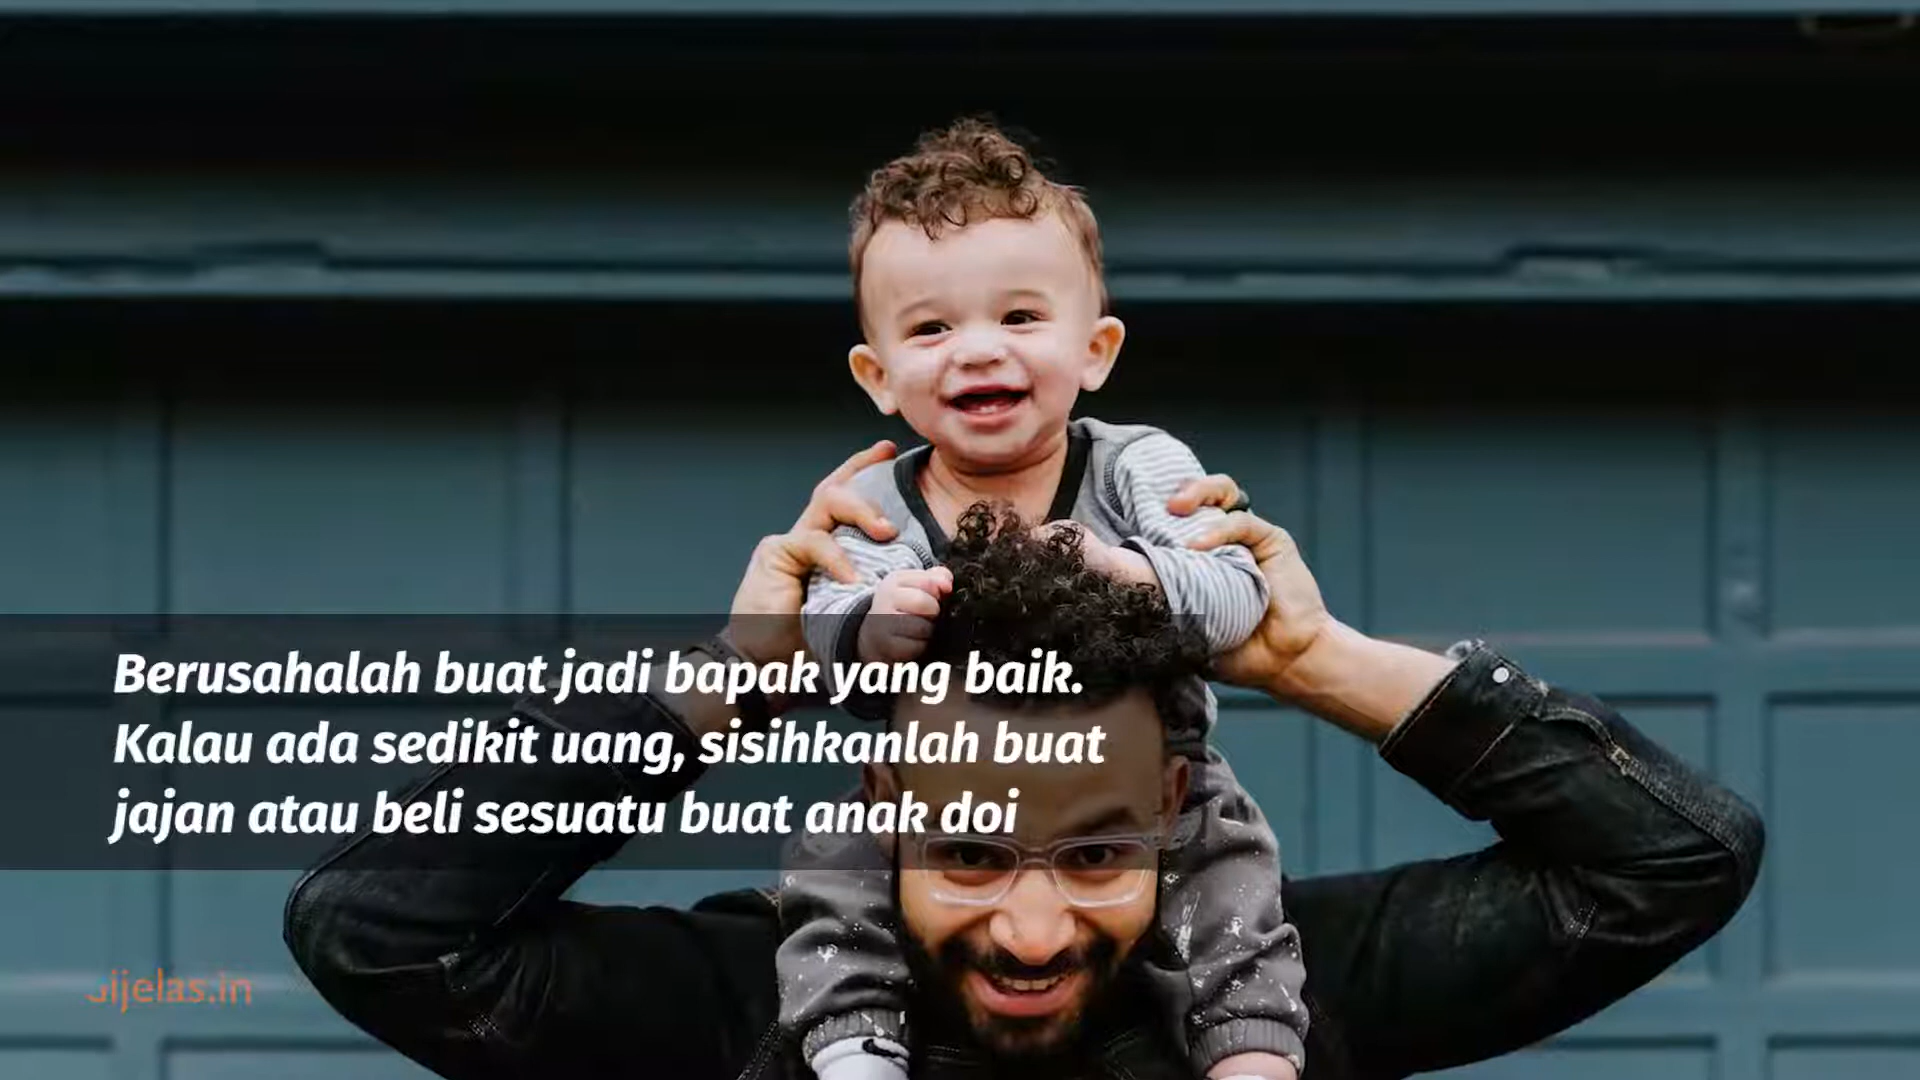 Berusahalah buat jadi bapak yang baik.
Kalau ada sedikit uang, sisihkanlah buat
jajan atau beli sesuatu buat anak doi
ijelas.in